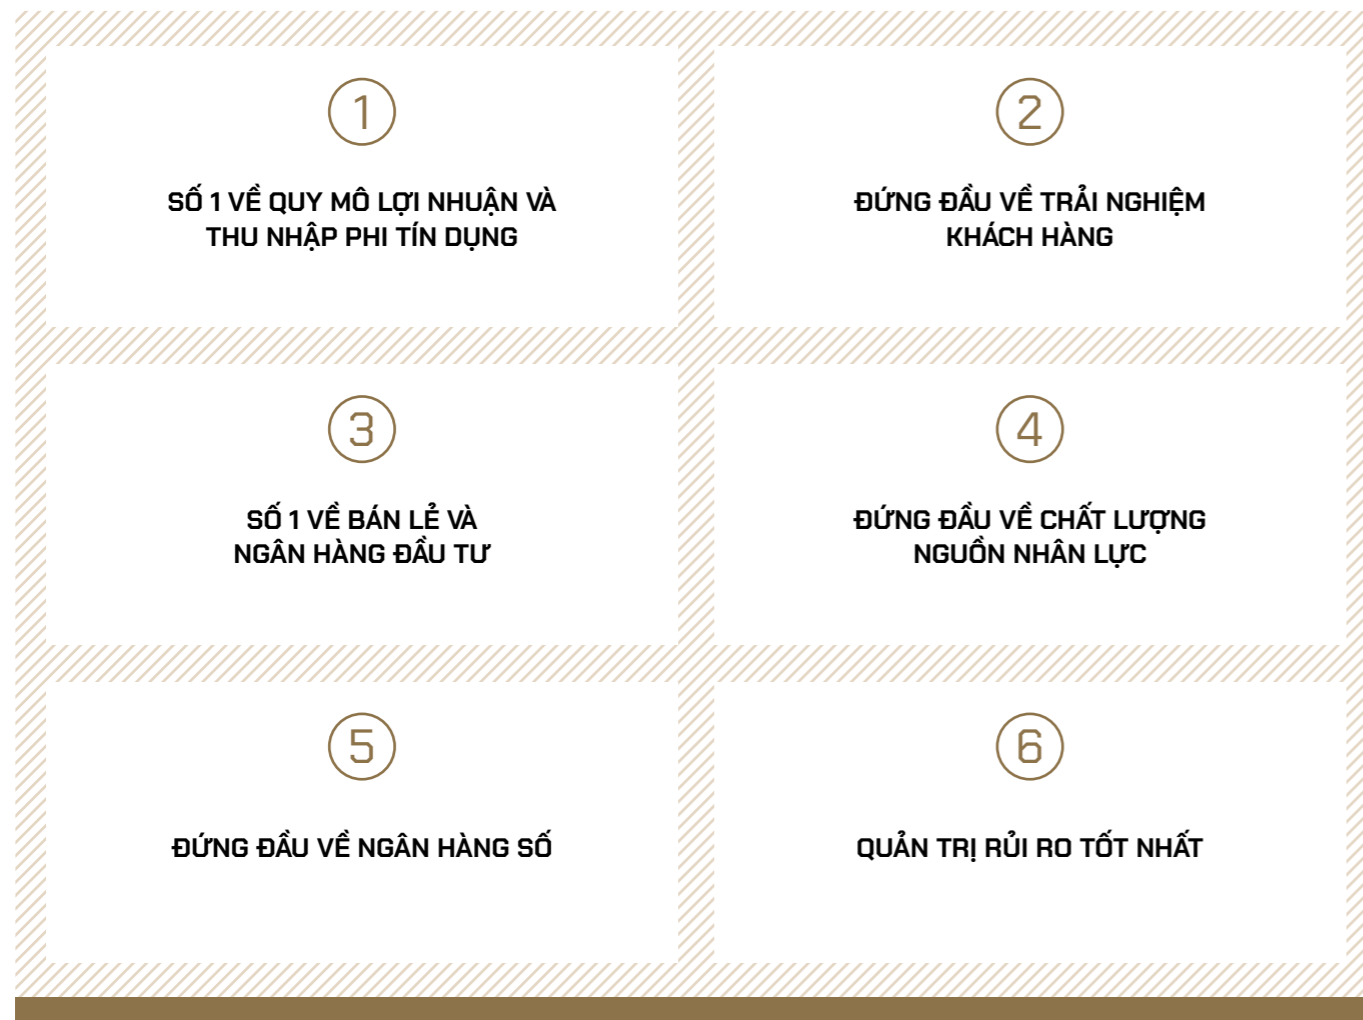 1
SỐ 1 VỀ QUY MÔ LỢI NHUẬN VÀ
THU NHẬP PHI TÍN DỤNG
2
ĐỨNG ĐẦU VỀ TRẢI NGHIỆM
KHÁCH HÀNG
3
SỐ 1 VỀ BÁN LẺ VÀ
NGÂN HÀNG ĐẦU TƯ
4
ĐỨNG ĐẦU VỀ CHẤT LƯỢNG
NGUỒN NHÂN LỰC
5
ĐỨNG ĐẦU VỀ NGÂN HÀNG SỐ
6
QUẢN TRỊ RỦI RO TỐT NHẤT